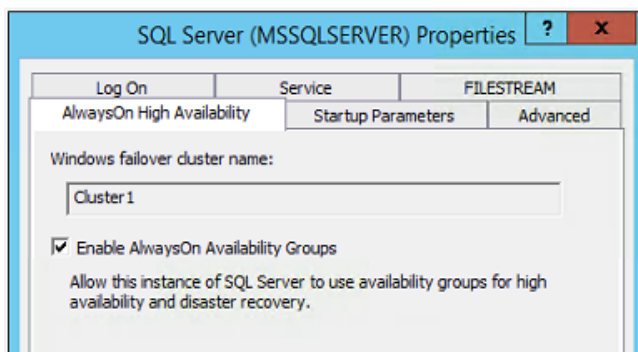 SQL Server (MSSQLSERVER) Properties ? x
Log On Service FILESTREAM
AlwaysOn High Availability Startup Parameters Advanced
Windows failover cluster name:
Cluster1
Enable AlwaysOn Availability Groups
Allow this instance of SQL Server to use availability groups for high
availability and disaster recovery.